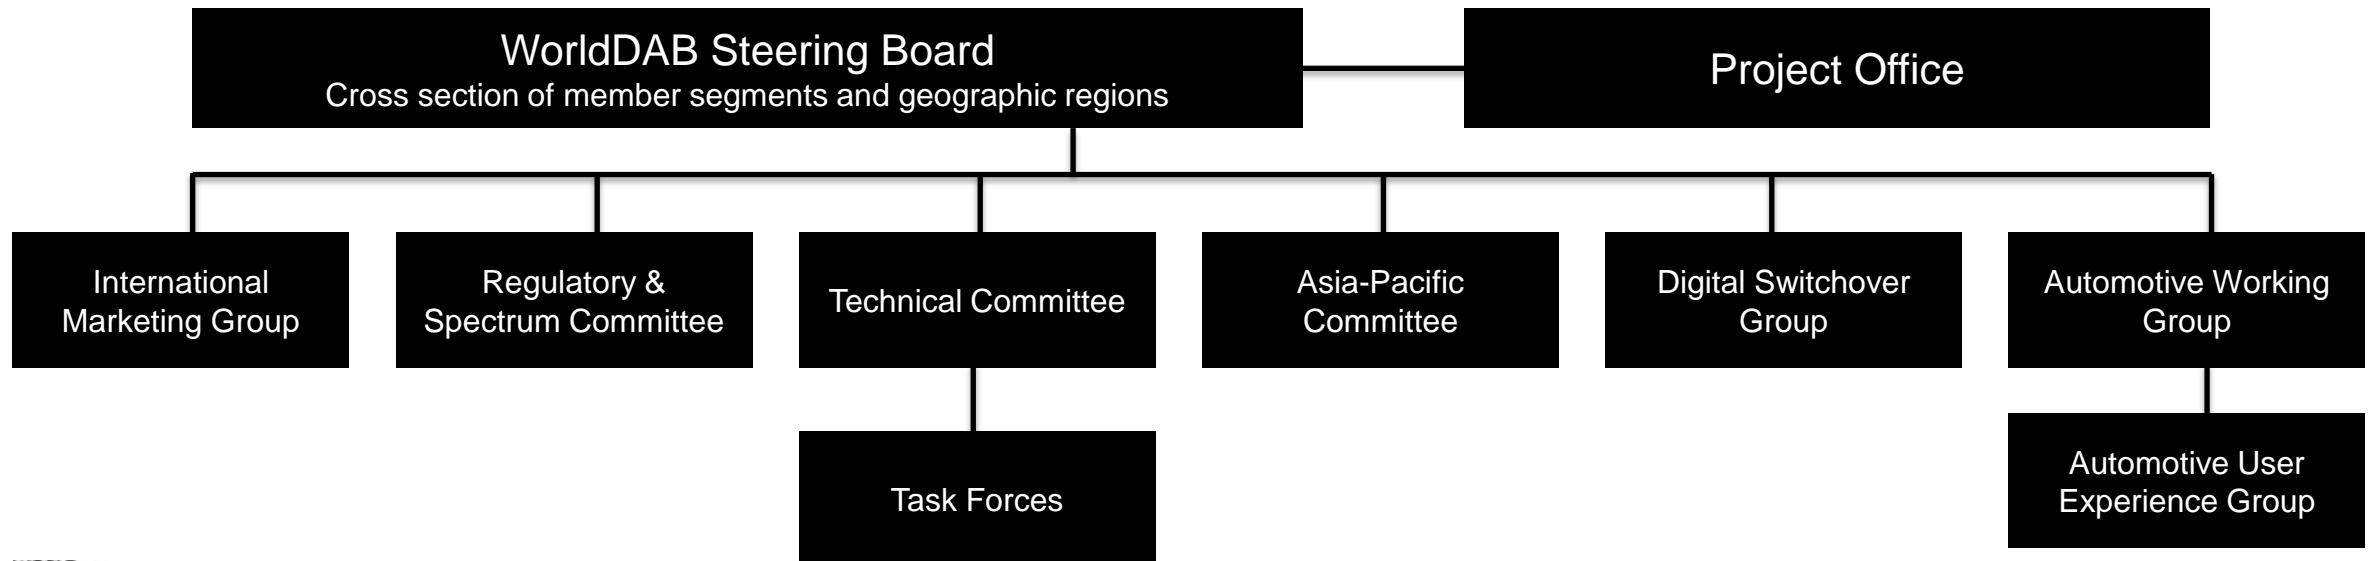 WorldDAB Steering Board
Cross section of member segments and geographic regions
Project Office
International
Marketing Group
Regulatory &
Spectrum Committee
Technical Committee
Asia-Pacific
Committee
Digital Switchover
Group
Automotive Working
Group
Task Forces
Automotive User
Experience Group